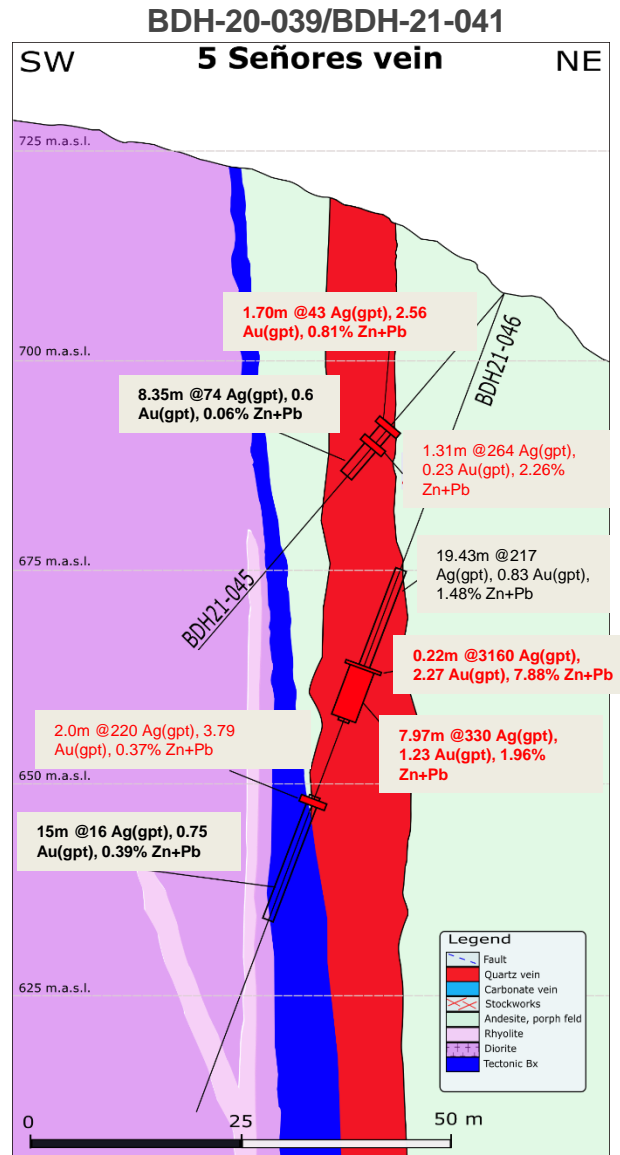 BDH-20-039/BDH-21-041
SW
5 Señores vein
NE
725 m.a.s.l.
1.70m @43 Ag(gpt), 2.56
Au(gpt), 0.81% Zn+Pb
BDH21-046
700 m.a.s.l.
8.35m @74 Ag(gpt), 0.6
Au(gpt), 0.06% Zn+Pb
1.31m @264 Ag(gpt),
0.23 Au(gpt), 2.26%
Zn+Pb
675 m.a.s.l.
19.43m @217
Ag(gpt), 0.83 Au(gpt),
1.48% Zn+Pb
BDH21-045
0.22m @3160 Ag(gpt),
2.27 Au(gpt), 7.88% Zn+Pb
2.0m @220 Ag(gpt), 3.79
Au(gpt), 0.37% Zn+Pb
7.97m @330 Ag(gpt),
1.23 Au(gpt), 1.96%
Zn+Pb
650 m.a.s.l.
15m @16 Ag(gpt), 0.75
Au(gpt), 0.39% Zn+Pb
625 m.a.s.l.
Legend
Fault
Quartz vein
Carbonate vein
Stockworks
Andesite, porph feld
Rhyolite
Diorite
Tectonic Bx
0
25
50 m